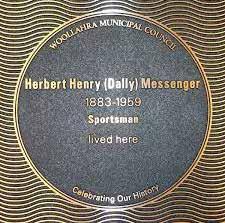 WOOLLAHRA MUNICIPAL COUNCIL
Herbert Henry (Dally) Messenger
1883-1959
Sportsman
lived here
Celebrating Our History